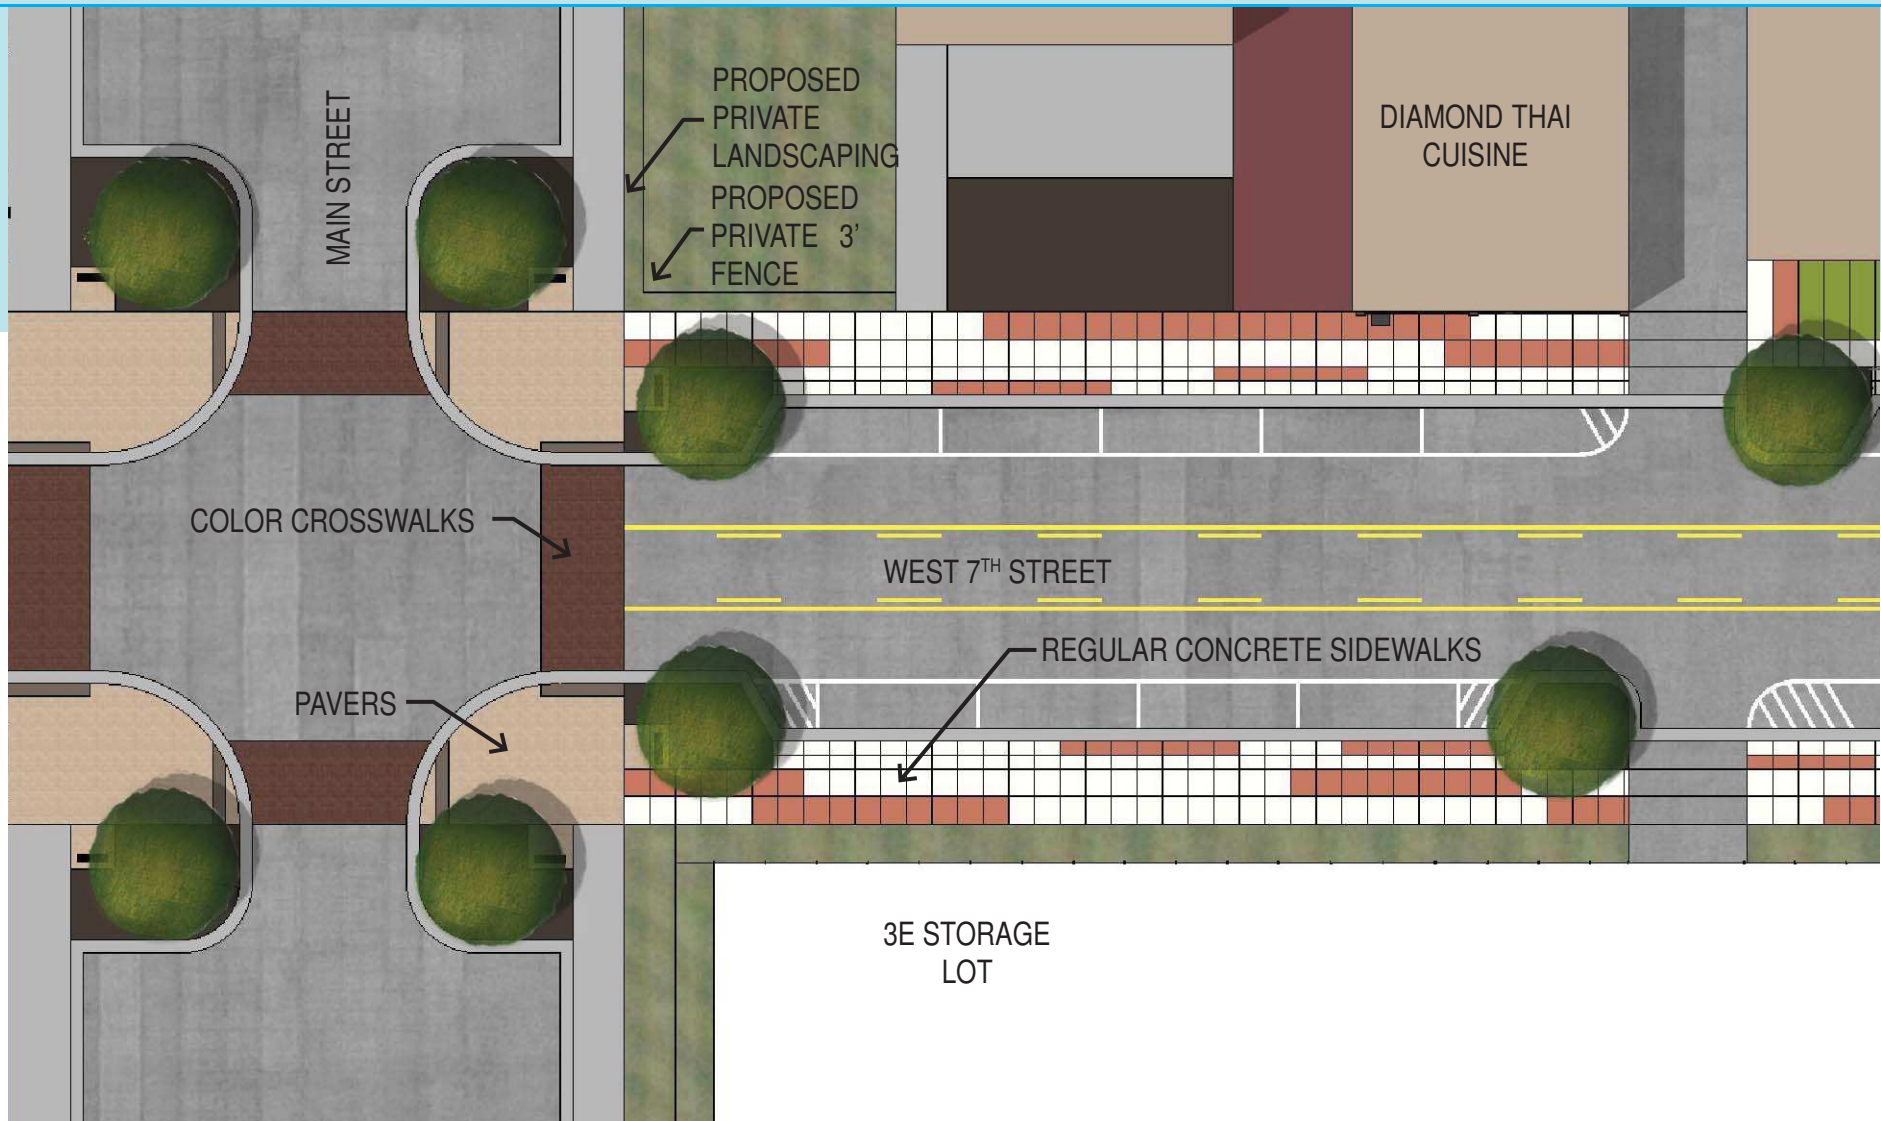 PROPOSED
PRIVATE
LANDSCAPING
PROPOSED
PRIVATE 3’
FENCE
DIAMOND THAI
CUISINE
MAIN STREET
COLOR CROSSWALKS
WEST 7TH STREET
REGULAR CONCRETE SIDEWALKS
PAVERS
3E STORAGE
LOT